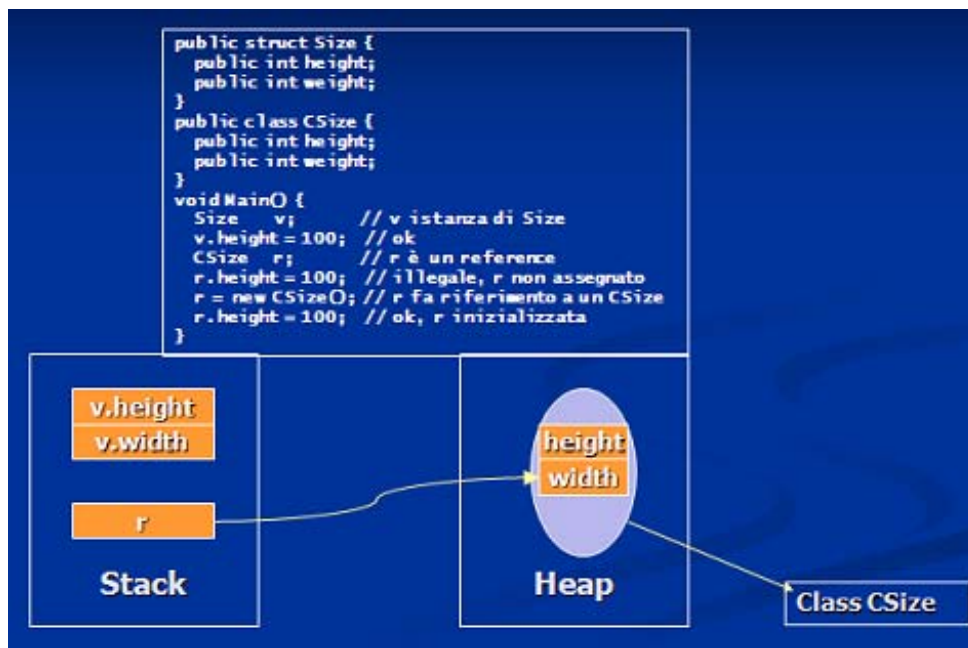 public struct Size {
public int height;
public int weight;
}
public class CSize {
public int height;
public int weight;
}
void Main() {
Size v; // v istanza di Size
v.height = 100; // ok
CSize r; // r è un reference
r.height = 100; // illegale, r non assegnato
r = new CSize(); // r fa riferimento a un CSize
r.height = 100; // ok, r inizializzata
}
v.height
v.width
r
Stack
height
width
Heap
Class CSize